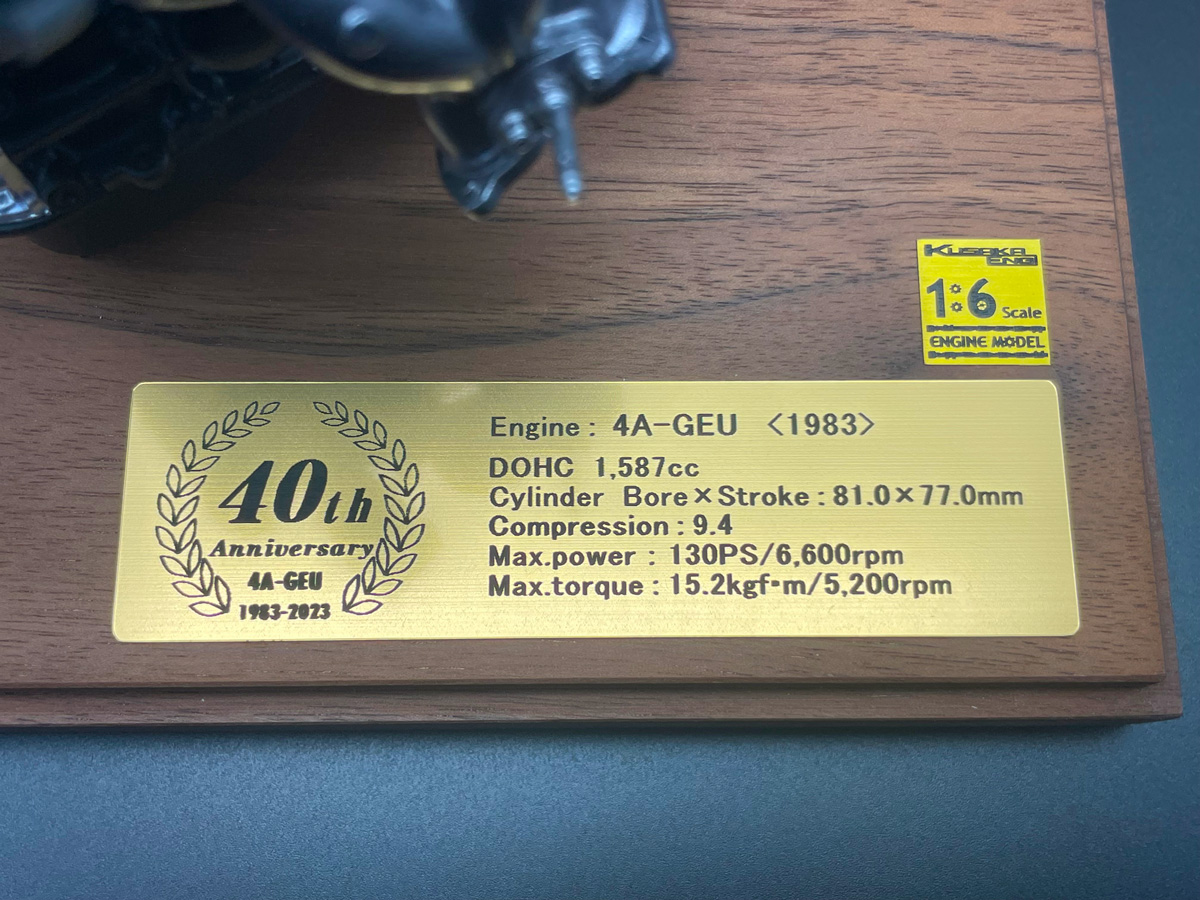 KUSAKA
ENG
1:6 Scale
ENGINE MODEL
40th
Anniversary
4A-GEU
1983-2023
Engine : 4A-GEU <1983>
DOHC 1,587cc
Cylinder Bore×Stroke : 81.0×77.0mm
Compression : 9.4
Max.power : 130PS/6,600rpm
Max.torque : 15.2kgf·m/5,200rpm